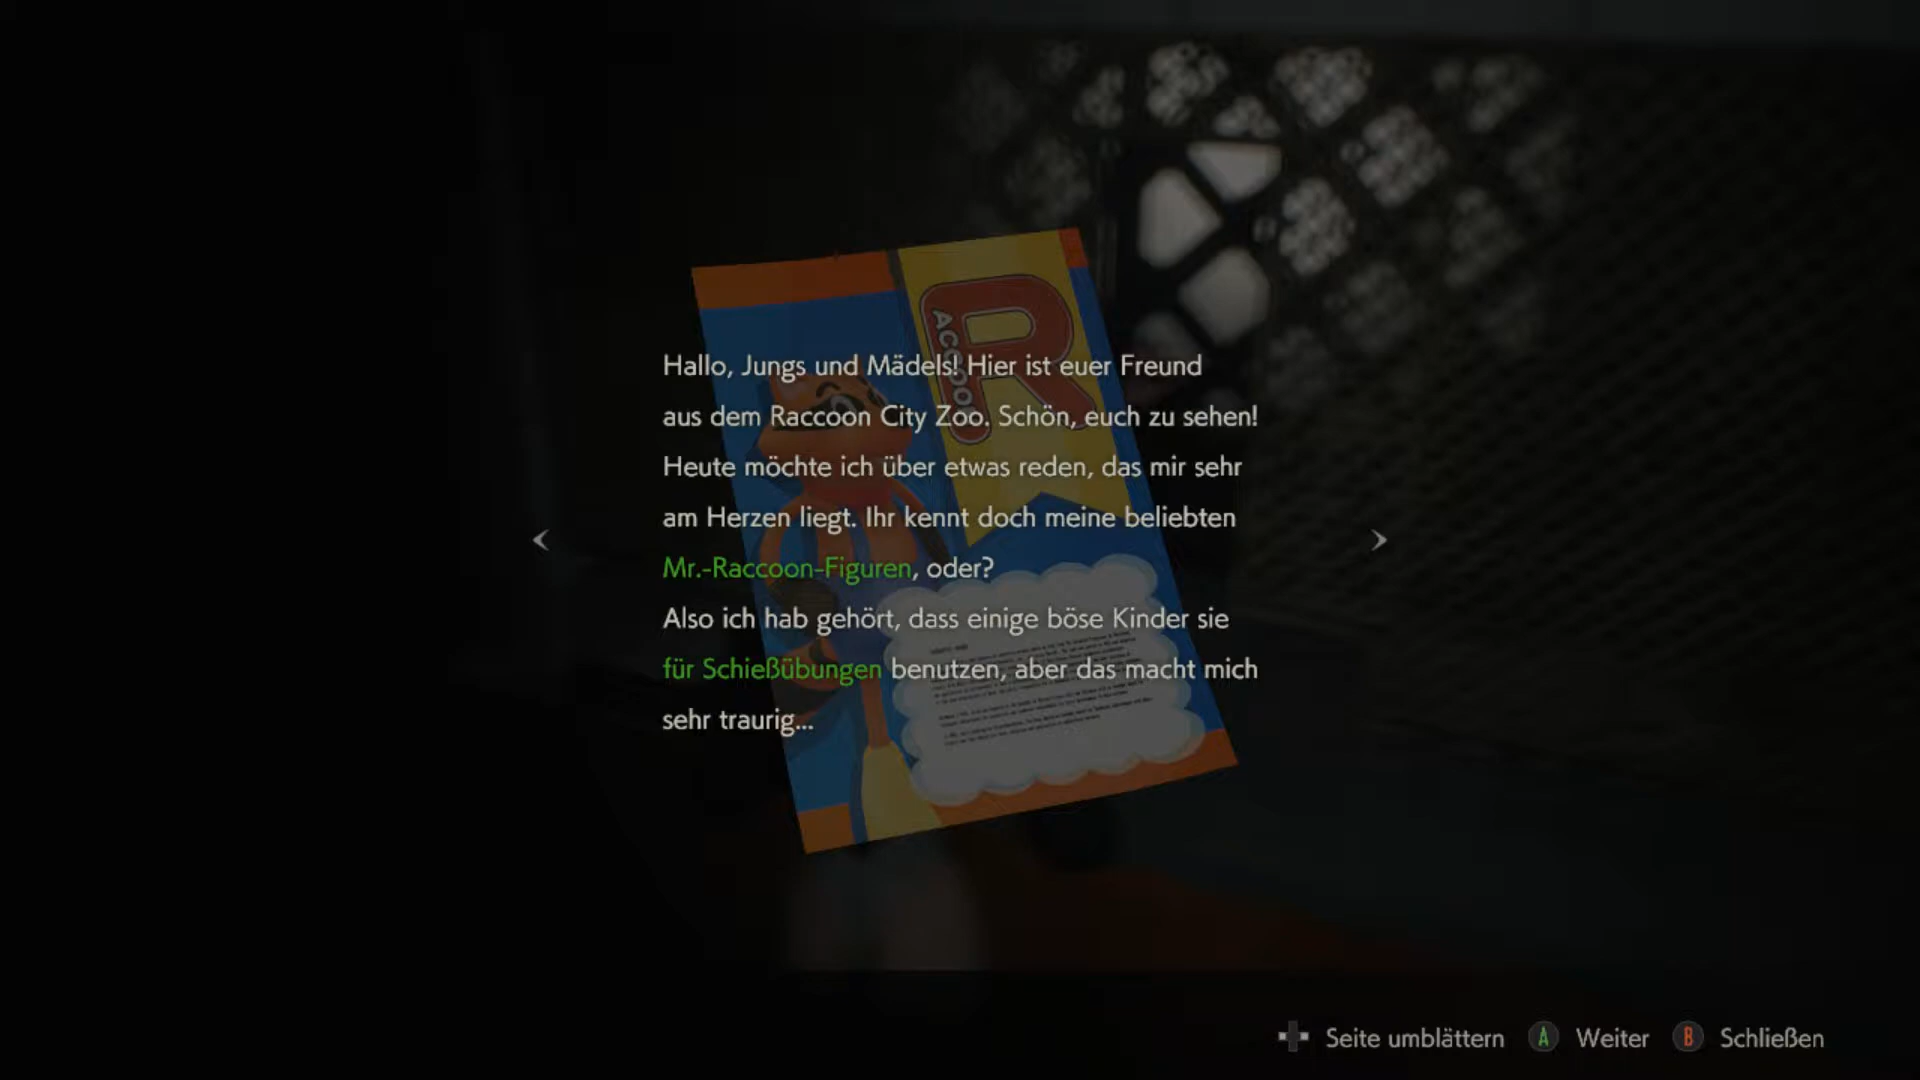 R
ACCOON
Hallo, Jungs und Mädels! Hier ist euer Freund
aus dem Raccoon City Zoo. Schön, euch zu sehen!
Heute möchte ich über etwas reden, das mir sehr
am Herzen liegt. Ihr kennt doch meine beliebten
Mr.-Raccoon-Figuren, oder?
Also ich hab gehört, dass einige böse Kinder sie
für Schießübungen benutzen, aber das macht mich
sehr traurig...
Seite umblättern A Weiter B Schließen